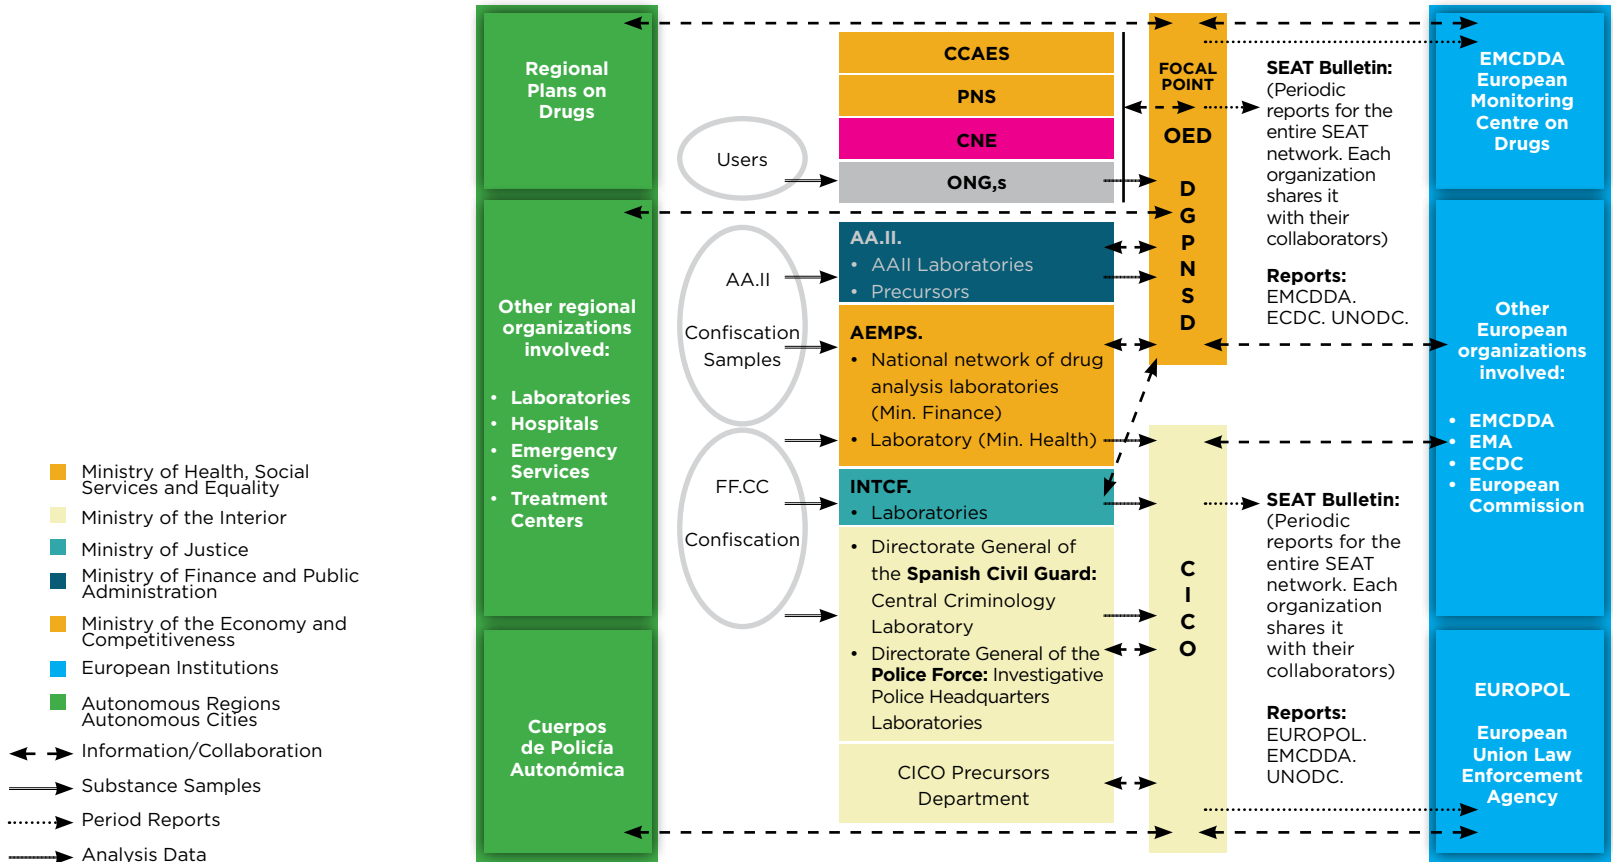 Regional
Plans on
Drugs
Other regional
organizations
involved:
• Laboratories
• Hospitals
• Emergency
Services
• Treatment
Centers
Cuerpos
de Policía
Autonómica
Ministry of Health, Social
Services and Equality
Ministry of the Interior
Ministry of Justice
Ministry of Finance and Public
Administration
Ministry of the Economy and
Competitiveness
European Institutions
Autonomous Regions
Autonomous Cities
Information/Collaboration
Substance Samples
Period Reports
Analysis Data
Users
AA.II
Confiscation
Samples
FF.CC
Confiscation
CCAES
PNS
CNE
ONG,s
AA.II.
• AAII Laboratories
• Precursors
AEMPS.
• National network of drug
analysis laboratories
(Min. Finance)
• Laboratory (Min. Health)
INTCF.
• Laboratories
• Directorate General of
the Spanish Civil Guard:
Central Criminology
Laboratory
• Directorate General of the
Police Force: Investigative
Police Headquarters
Laboratories
CICO Precursors
Department
FOCAL
POINT
OED
D
G
P
N
S
D
C
I
C
O
SEAT Bulletin:
(Periodic
reports for the
entire SEAT
network. Each
organization
shares it
with their
collaborators)
Reports:
EMCDDA.
ECDC. UNODC.
SEAT Bulletin:
(Periodic
reports for the
entire SEAT
network. Each
organization
shares it
with their
collaborators)
Reports:
EUROPOL.
EMCDDA.
UNODC.
EMCDDA
European
Monitoring
Centre on
Drugs
Other
European
organizations
involved:
• EMCDDA
• EMA
• ECDC
• European
Commission
EUROPOL
European
Union Law
Enforcement
Agency